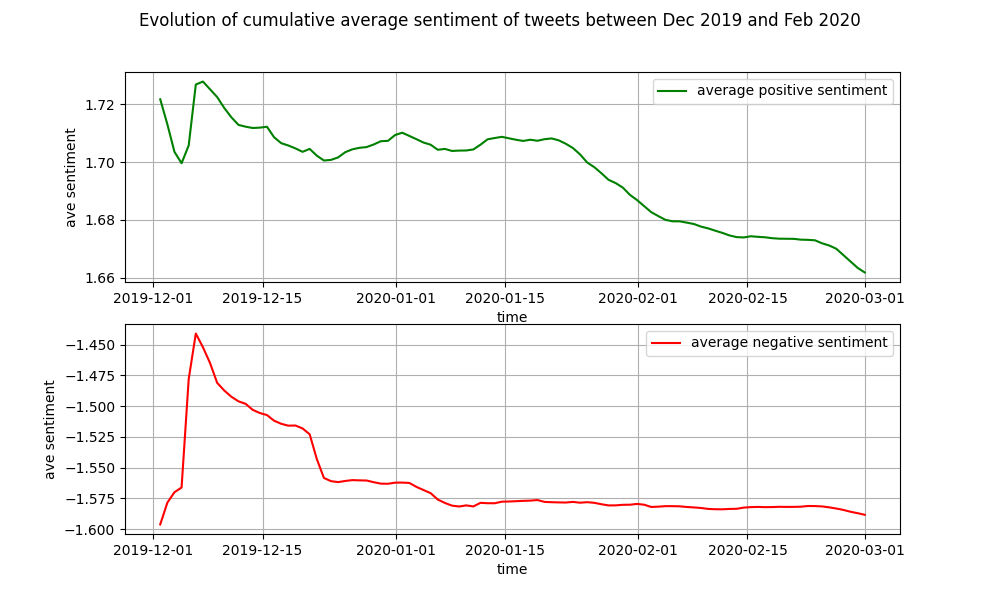 Evolution of cumulative average sentiment of tweets between Dec 2019 and Feb 2020
average positive sentiment
1.72
1.70
1.68
1.66
ave sentiment
2019-12-01 2019-12-15 2020-01-01 2020-01-15 2020-02-01 2020-02-15 2020-03-01
time
average negative sentiment
−1.450
−1.475
−1.500
−1.525
−1.550
−1.575
−1.600
ave sentiment
2019-12-01 2019-12-15 2020-01-01 2020-01-15 2020-02-01 2020-02-15 2020-03-01
time